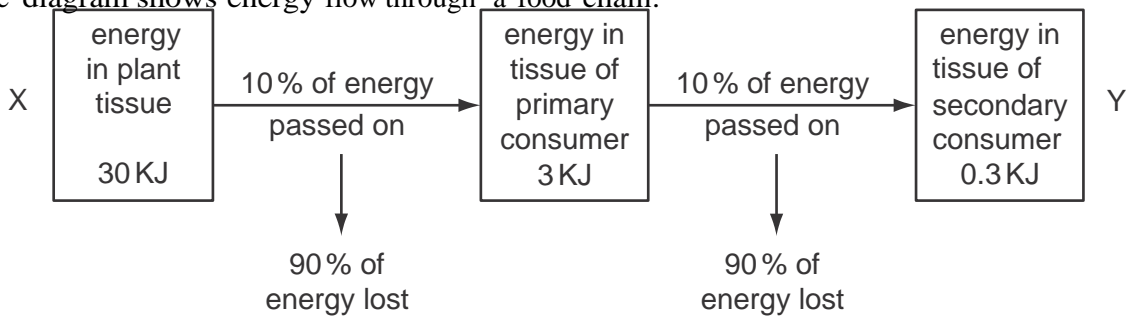 diagram shows energy flow through a food chain.
X
energy
in plant
tissue
30 KJ
10 % of energy
passed on
90 % of
energy lost
energy in
tissue of
primary
consumer
3 KJ
10 % of energy
passed on
90 % of
energy lost
energy in
tissue of
secondary
consumer
0.3 KJ
Y